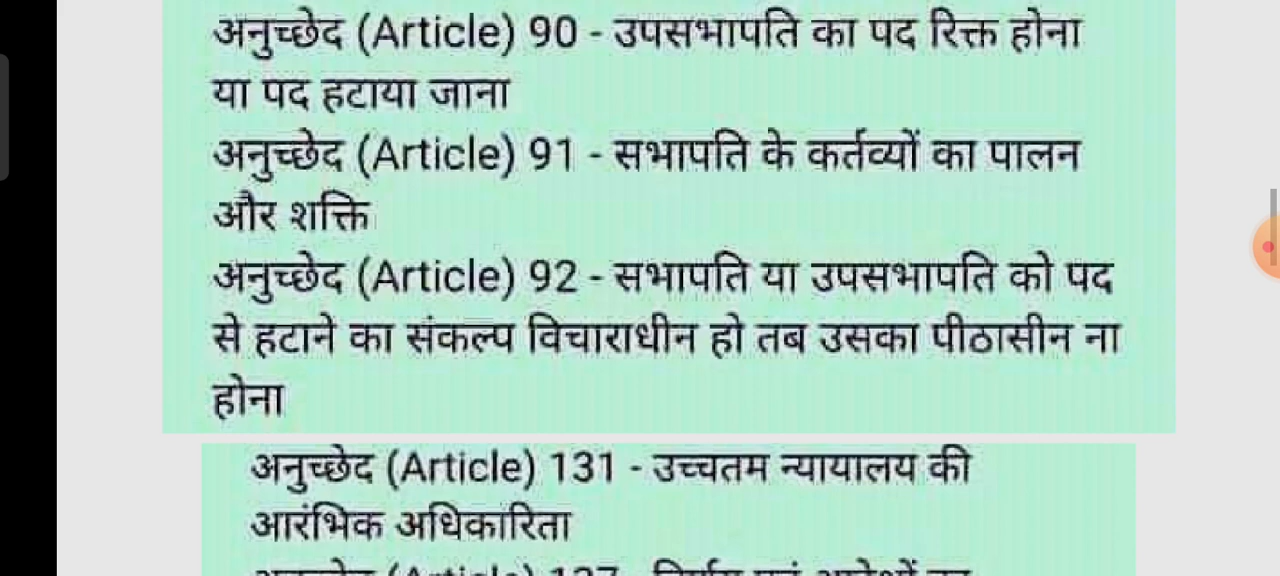 अनुच्छेद (Article) 90 - उपसभापति का पद रिक्त होना
या पद हटाया जाना
अनुच्छेद (Article) 91 - सभापति के कर्तव्यों का पालन
और शक्ति
अनुच्छेद (Article) 92 - सभापति या उपसभापति को पद
से हटाने का संकल्प विचाराधीन हो तब उसका पीठासीन ना
होना
अनुच्छेद (Article) 131 - उच्चतम न्यायालय की
आरंभिक अधिकारिता